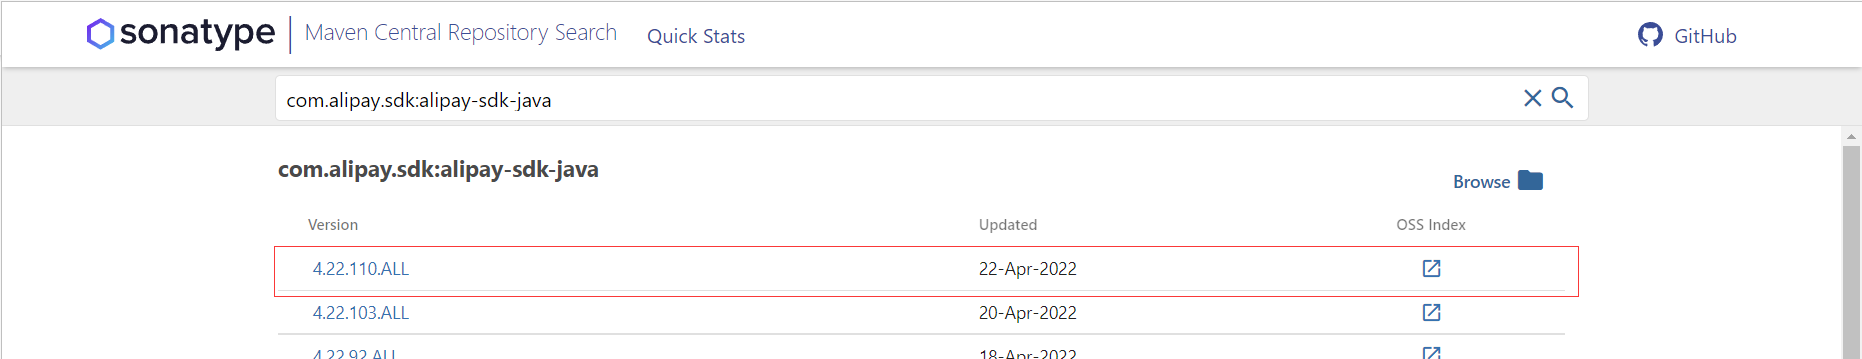 sonatype Maven Central Repository Search Quick Stats GitHub
com.alipay.sdk:alipay-sdk-java
com.alipay.sdk:alipay-sdk-java
Browse
Version Updated OSS Index
4.22.110.ALL 22-Apr-2022
4.22.103.ALL 20-Apr-2022
4.22.92.ALL 18-Apr-2022